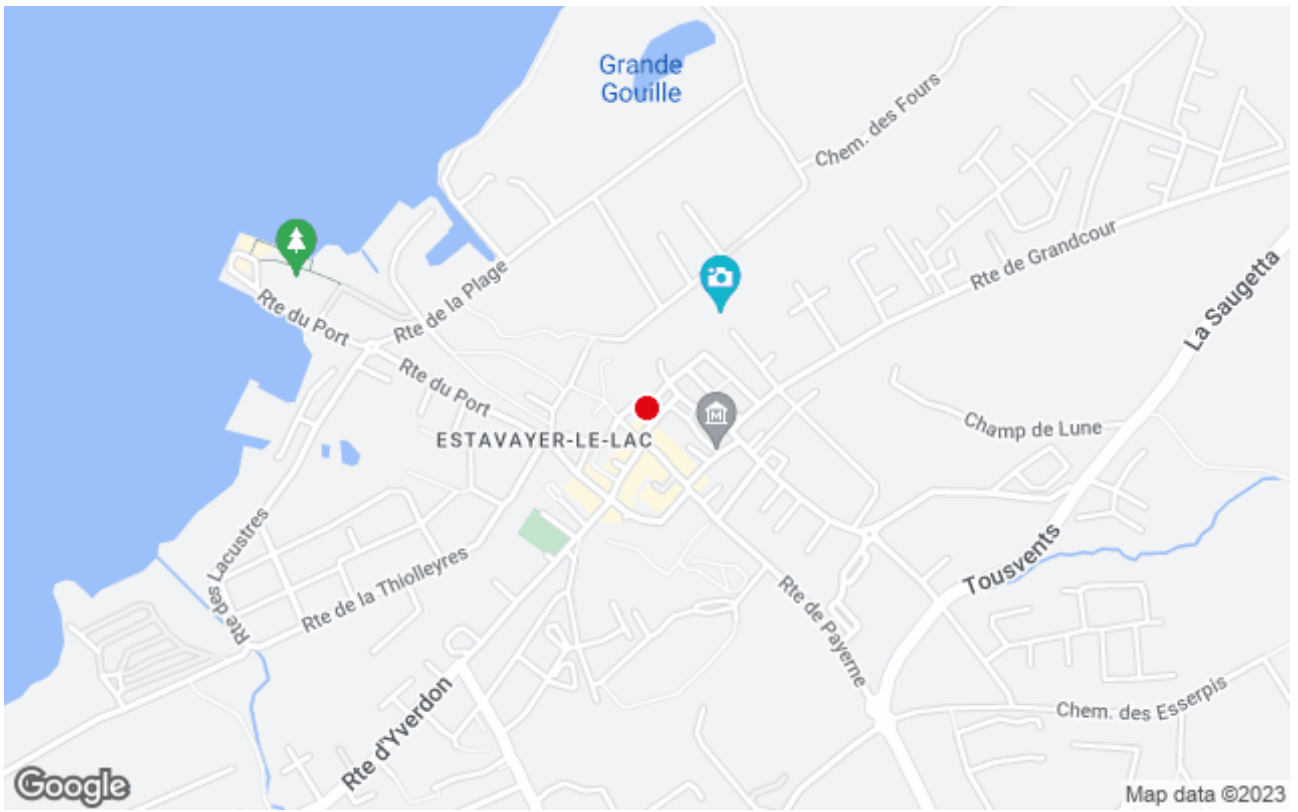 Grande
Gouille
Chem. des Fours
Rte de Grandcour
La Saugetta
Rte de la Plage
Rte du Port
Rte du Port
Champ de Lune
ESTAVAYER-LE-LAC
M
Rte des Lacustres
Rte de la Thiolleyres
Tousvents
Rte de Payerne
Rte d'Yverdon
Chem. des Esserpis
Google
Map data ©2023